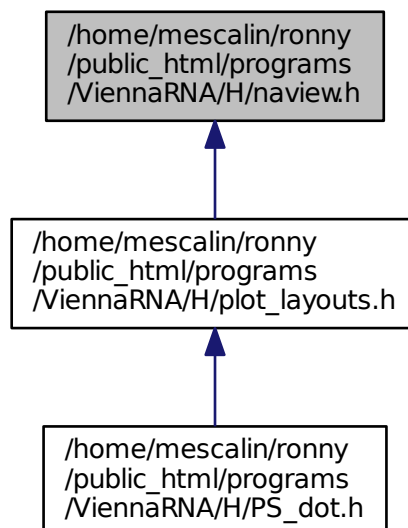 /home/mescalin/ronny
/public_html/programs
/ViennaRNA/H/naview.h
/home/mescalin/ronny
/public_html/programs
/ViennaRNA/H/plot_layouts.h
/home/mescalin/ronny
/public_html/programs
/ViennaRNA/H/PS_dot.h